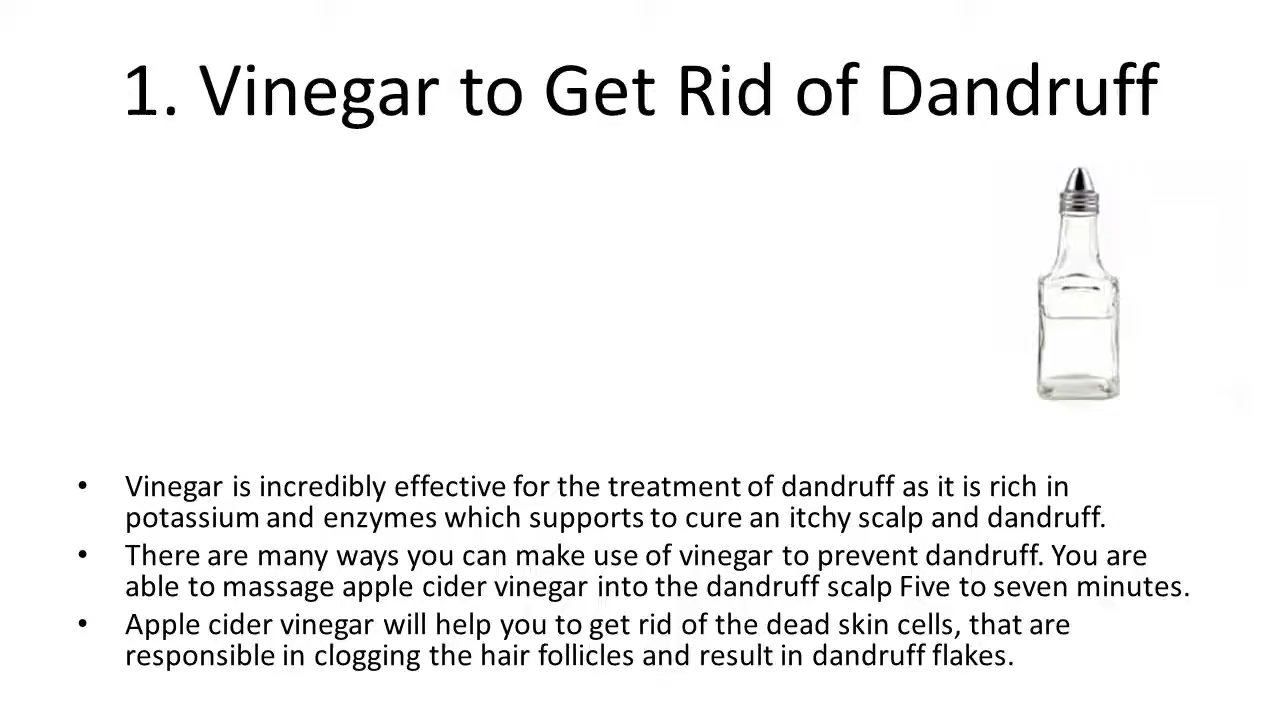 1. Vinegar to Get Rid of Dandruff
• Vinegar is incredibly effective for the treatment of dandruff as it is rich in
potassium and enzymes which supports to cure an itchy scalp and dandruff.
• There are many ways you can make use of vinegar to prevent dandruff. You are
able to massage apple cider vinegar into the dandruff scalp Five to seven minutes.
• Apple cider vinegar will help you to get rid of the dead skin cells, that are
responsible in clogging the hair follicles and result in dandruff flakes.